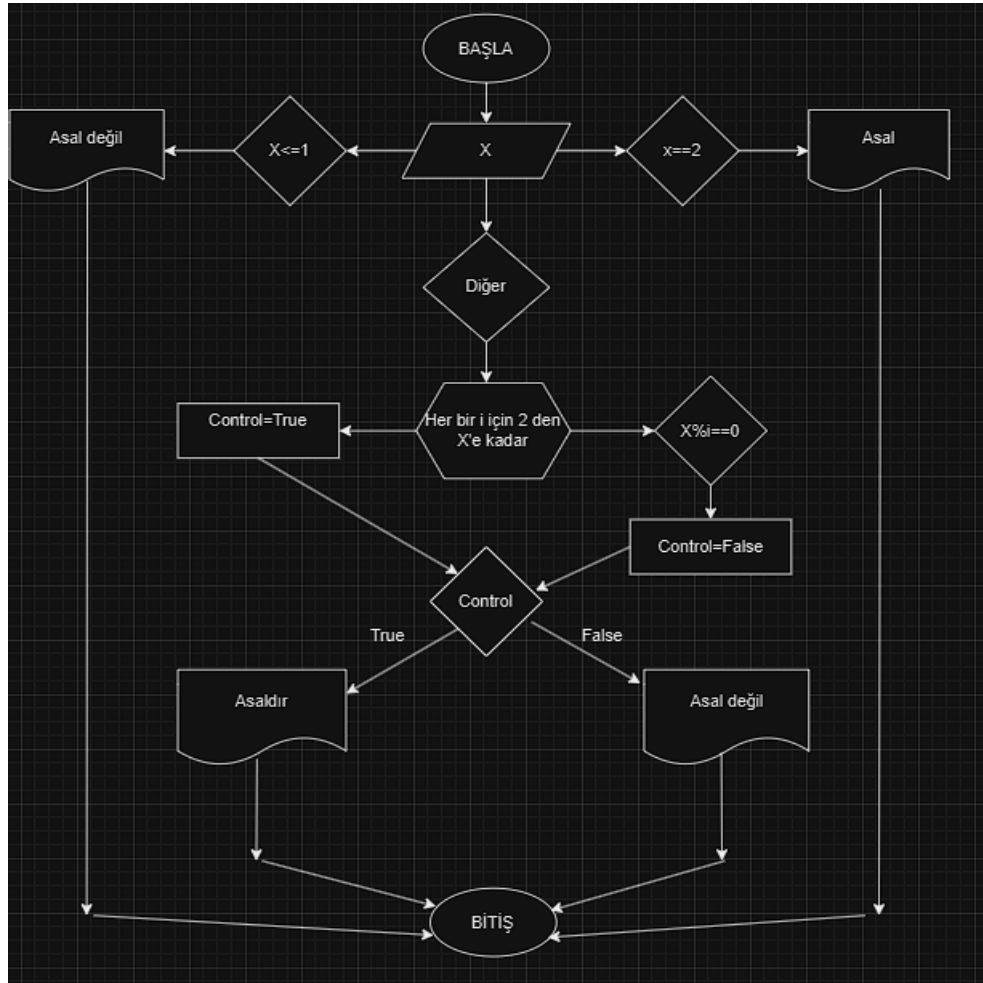 BAŞLA
Asal değil
X<=1
X
x==2
Asal
Diğer
Control=True
Her bir i için 2 den
X'e kadar
X%i==0
Control=False
Control
True
False
Asaldır
Asal değil
BİTİŞ